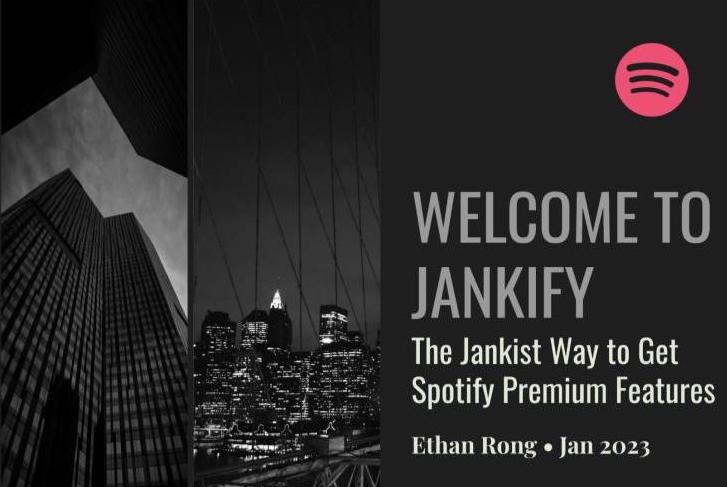 WELCOME TO
JANKIFY
The Jankist Way to Get
Spotify Premium Features
Ethan Rong • Jan 2023